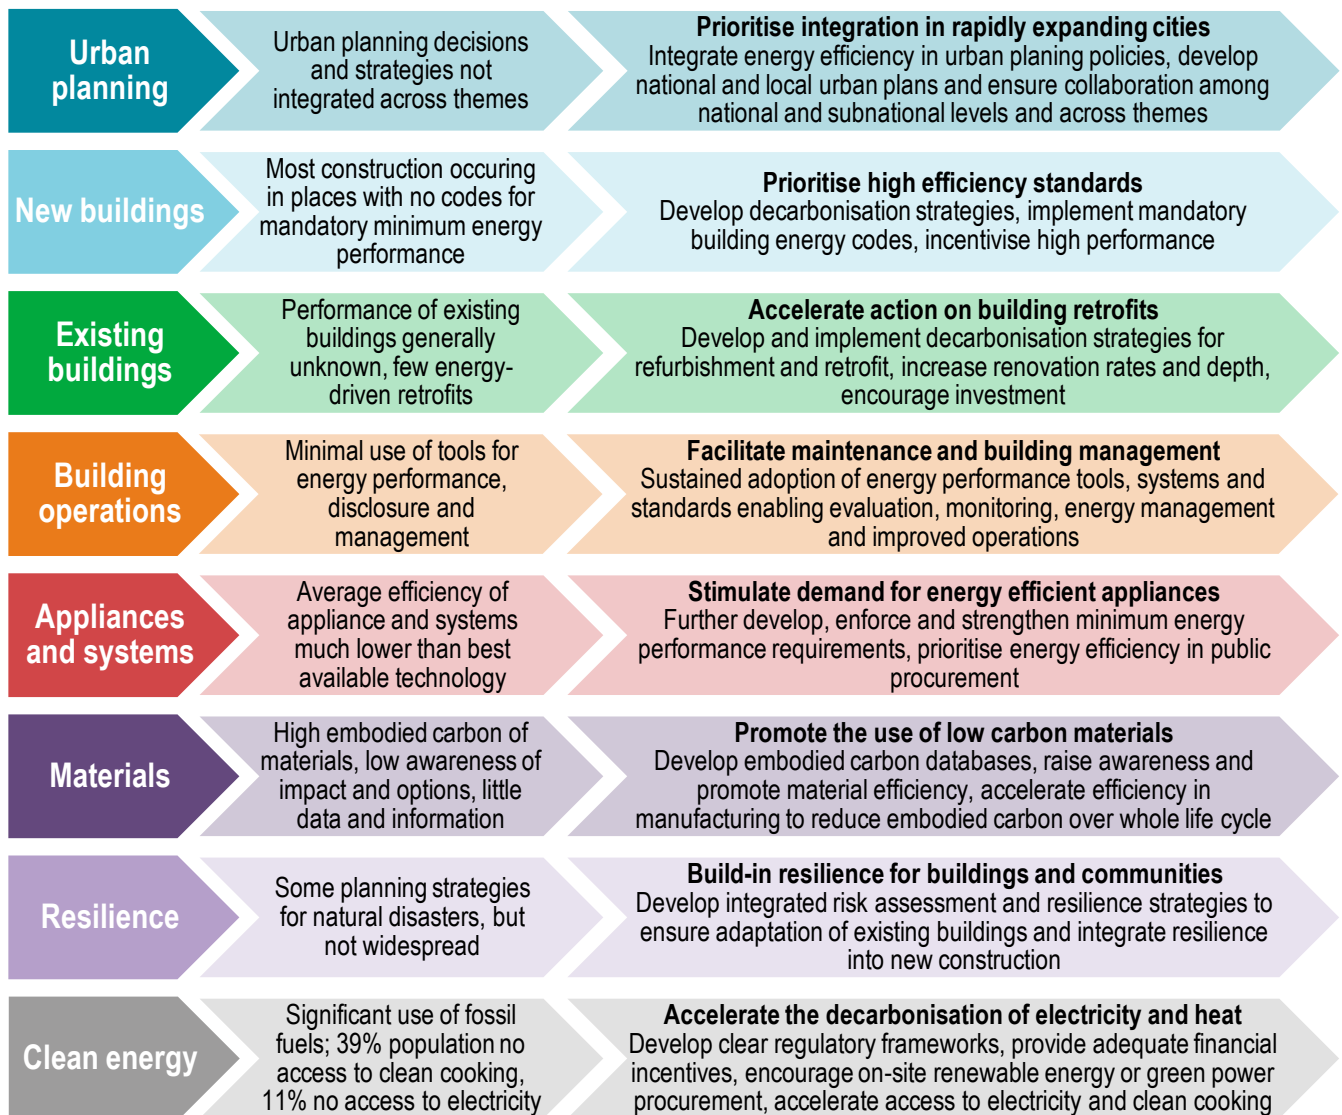 Urban
planning
Urban planning decisions
and strategies not
integrated across themes
Prioritise integration in rapidly expanding cities
Integrate energy efficiency in urban planing policies, develop
national and local urban plans and ensure collaboration among
national and subnational levels and across themes
New buildings
Most construction occuring
in places with no codes for
mandatory minimum energy
performance
Prioritise high efficiency standards
Develop decarbonisation strategies, implement mandatory
building energy codes, incentivise high performance
Existing
buildings
Performance of existing
buildings generally
unknown, few energy-
driven retrofits
Accelerate action on building retrofits
Develop and implement decarbonisation strategies for
refurbishment and retrofit, increase renovation rates and depth,
encourage investment
Building
operations
Minimal use of tools for
energy performance,
disclosure and
management
Facilitate maintenance and building management
Sustained adoption of energy performance tools, systems and
standards enabling evaluation, monitoring, energy management
and improved operations
Appliances
and systems
Average efficiency of
appliance and systems
much lower than best
available technology
Stimulate demand for energy efficient appliances
Further develop, enforce and strengthen minimum energy
performance requirements, prioritise energy efficiency in public
procurement
Materials
High embodied carbon of
materials, low awareness of
impact and options, little
data and information
Promote the use of low carbon materials
Develop embodied carbon databases, raise awareness and
promote material efficiency, accelerate efficiency in
manufacturing to reduce embodied carbon over whole life cycle
Resilience
Some planning strategies
for natural disasters, but
not widespread
Build-in resilience for buildings and communities
Develop integrated risk assessment and resilience strategies to
ensure adaptation of existing buildings and integrate resilience
into new construction
Clean energy
Significant use of fossil
fuels; 39% population no
access to clean cooking,
11% no access to electricity
Accelerate the decarbonisation of electricity and heat
Develop clear regulatory frameworks, provide adequate financial
incentives, encourage on-site renewable energy or green power
procurement, accelerate access to electricity and clean cooking